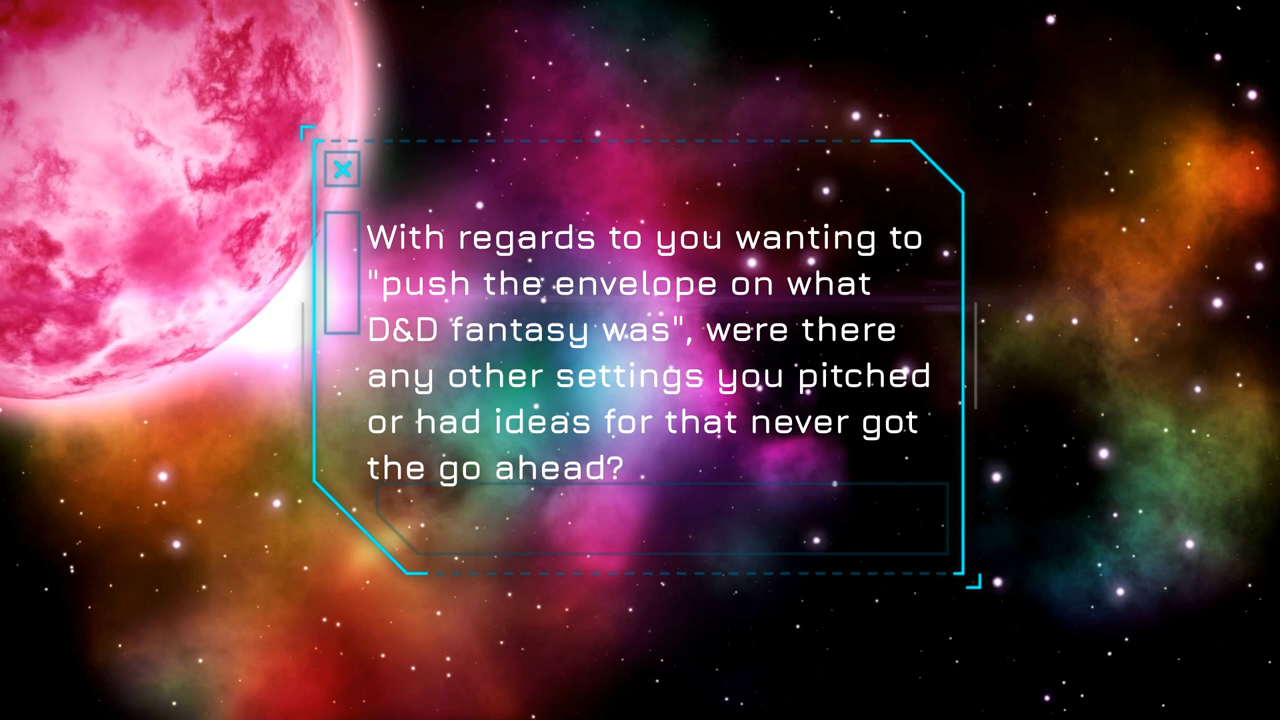 With regards to you wanting to
"push the envelope on what
D&D fantasy was", were there
any other settings you pitched
or had ideas for that never got
the go ahead?